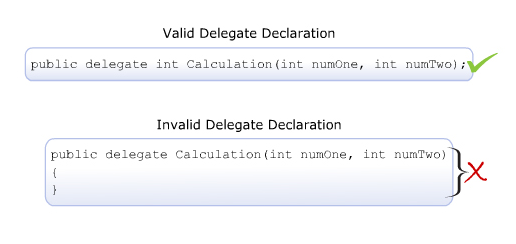 Valid Delegate Declaration
public delegate int Calculation(int numOne, int numTwo);
Invalid Delegate Declaration
public delegate Calculation(int numOne, int numTwo)
{
}